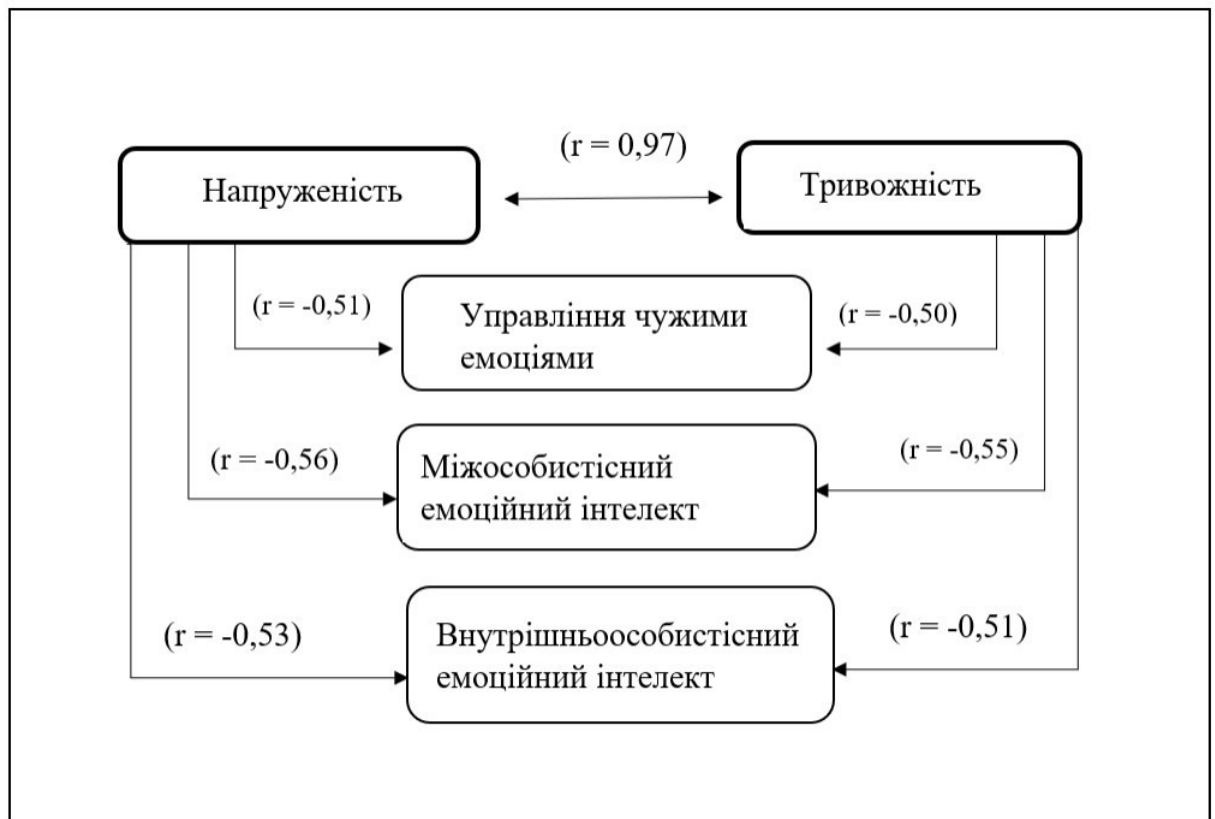 (r = 0,97)
Напруженість
Тривожність
(r = -0,51)
Управління чужими
емоціями
(r = -0,50)
(r = -0,56)
Міжособистісний
емоційний інтелект
(r = -0,55)
(r = -0,53)
Внутрішньоособистісний
емоційний інтелект
(r = -0,51)